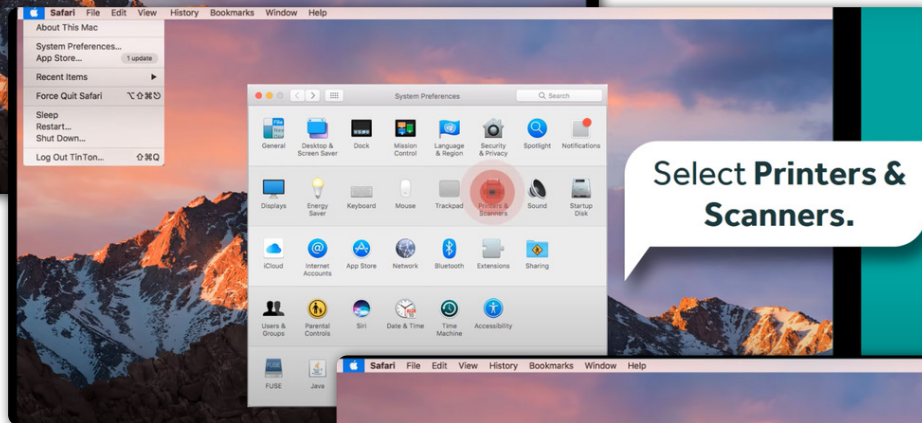 Safari File Edit View History Bookmarks Window Help
About This Mac
System Preferences...
App Store... 1 update
Recent Items
Force Quit Safari ⌥⇧⌘⎋
Sleep
Restart...
Shut Down...
Log Out TinTon... ⇧⌘Q
System Preferences
Search
General
Desktop &
Screen Saver
Dock
Mission
Control
Language
& Region
Security
& Privacy
Spotlight
Notifications
Displays
Energy
Saver
Keyboard
Mouse
Trackpad
Printers &
Scanners
Sound
Startup
Disk
iCloud
Internet
Accounts
App Store
Network
Bluetooth
Extensions
Sharing
Users &
Groups
Parental
Controls
Siri
Date & Time
Time
Machine
Accessibility
FUSE
Java
Select Printers &
Scanners.
Safari File Edit View History Bookmarks Window Help